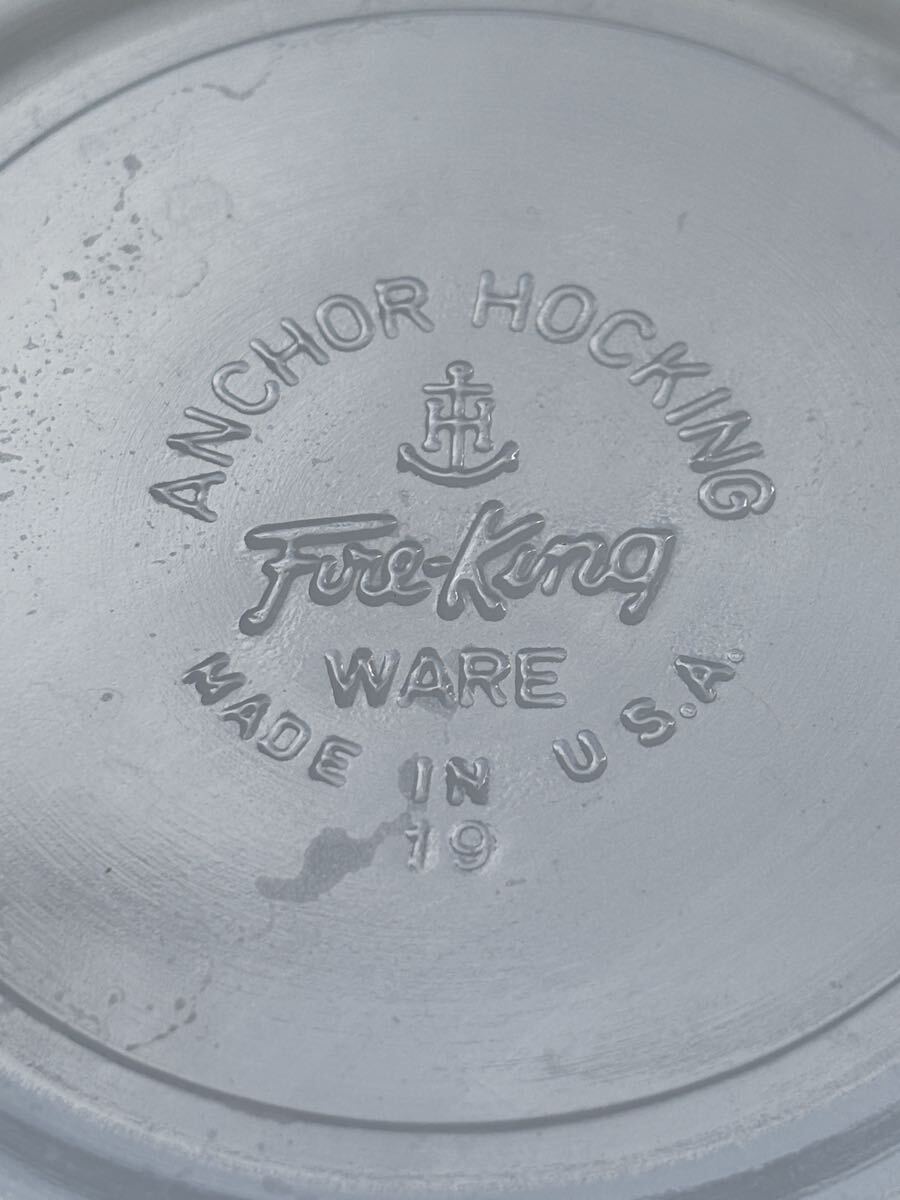 ANCHOR HOCKING
H
Fire-King
WARE
MADE IN U.S.A.
19